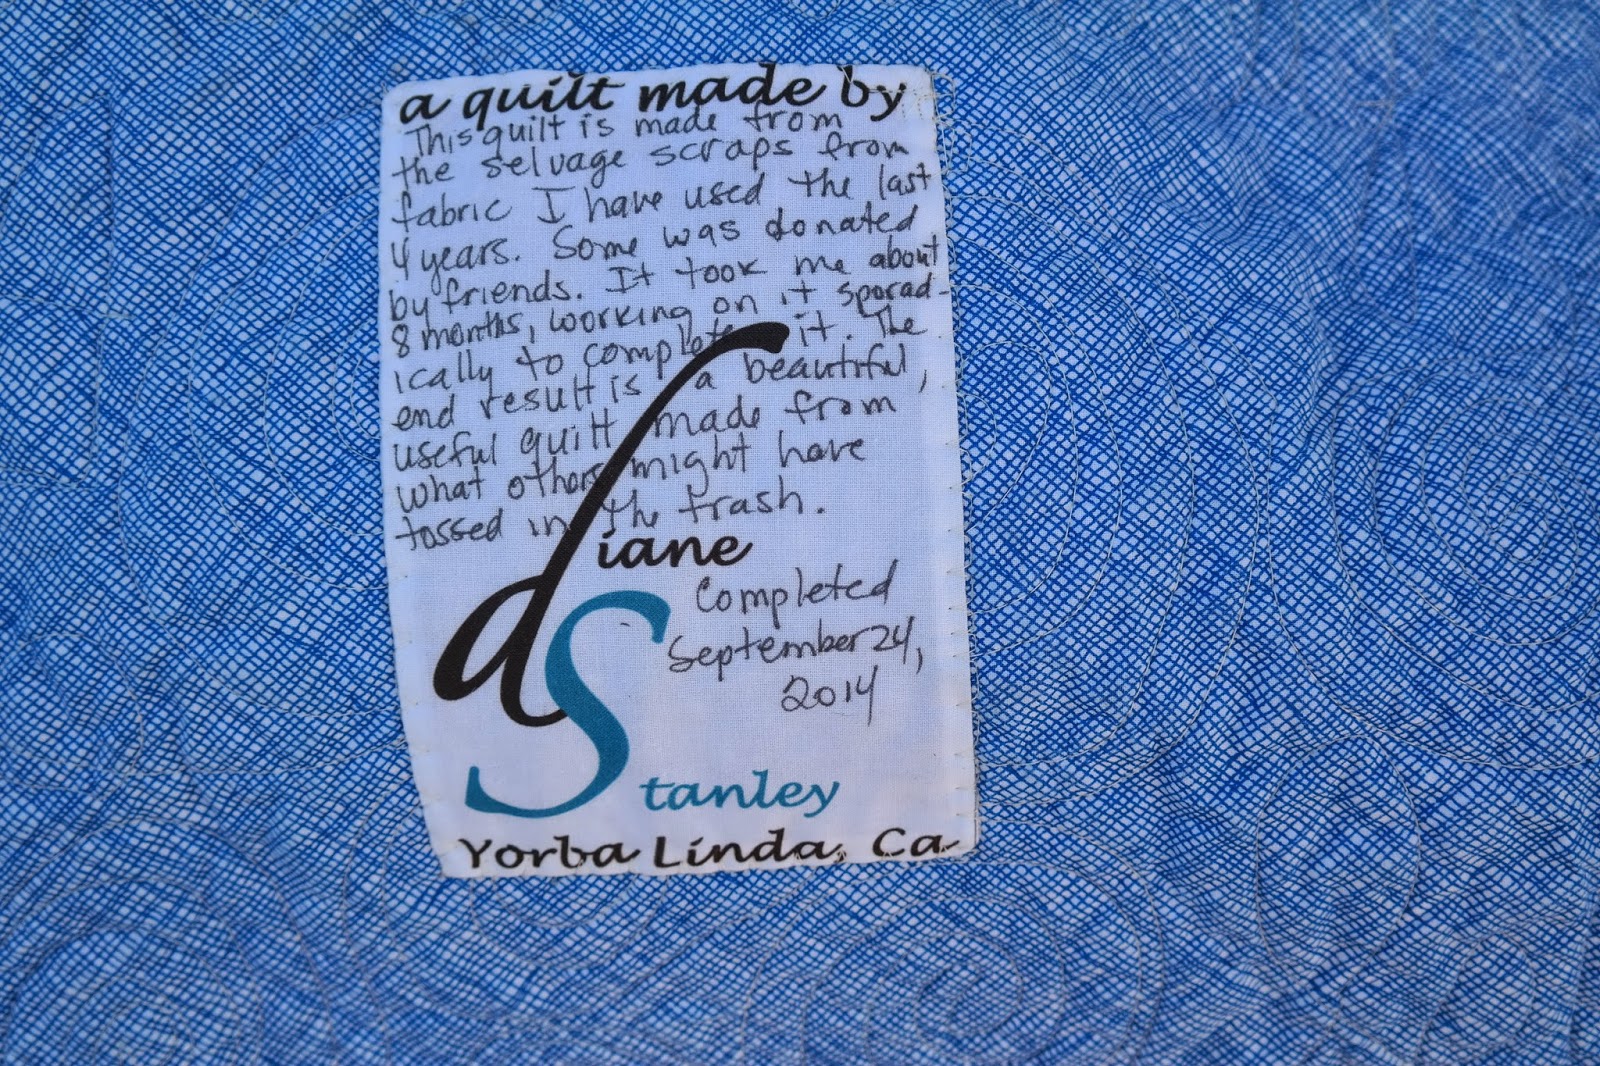 a quilt made by
This quilt is made from
the selvage scraps from
fabric I have used the last
4 years. Some was donated
by friends. It took me about
8 months, working on it sporad-
ically to complete it. The
end result is a beautiful,
useful quilt made from
what others might have
tossed in the trash.
diane
Completed
September 24,
2014
Stanley
Yorba Linda, Ca